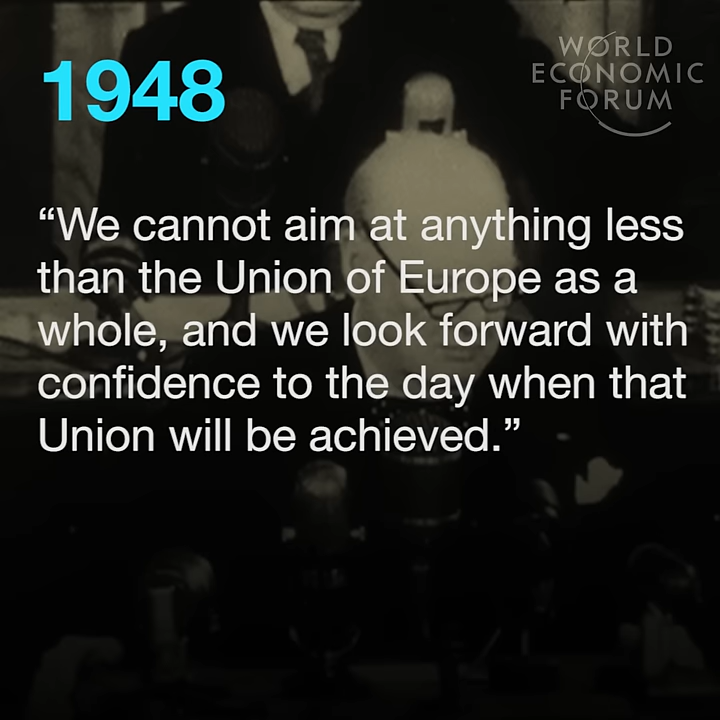 1948
WORLD
ECONOMIC
FORUM
“We cannot aim at anything less
than the Union of Europe as a
whole, and we look forward with
confidence to the day when that
Union will be achieved.”